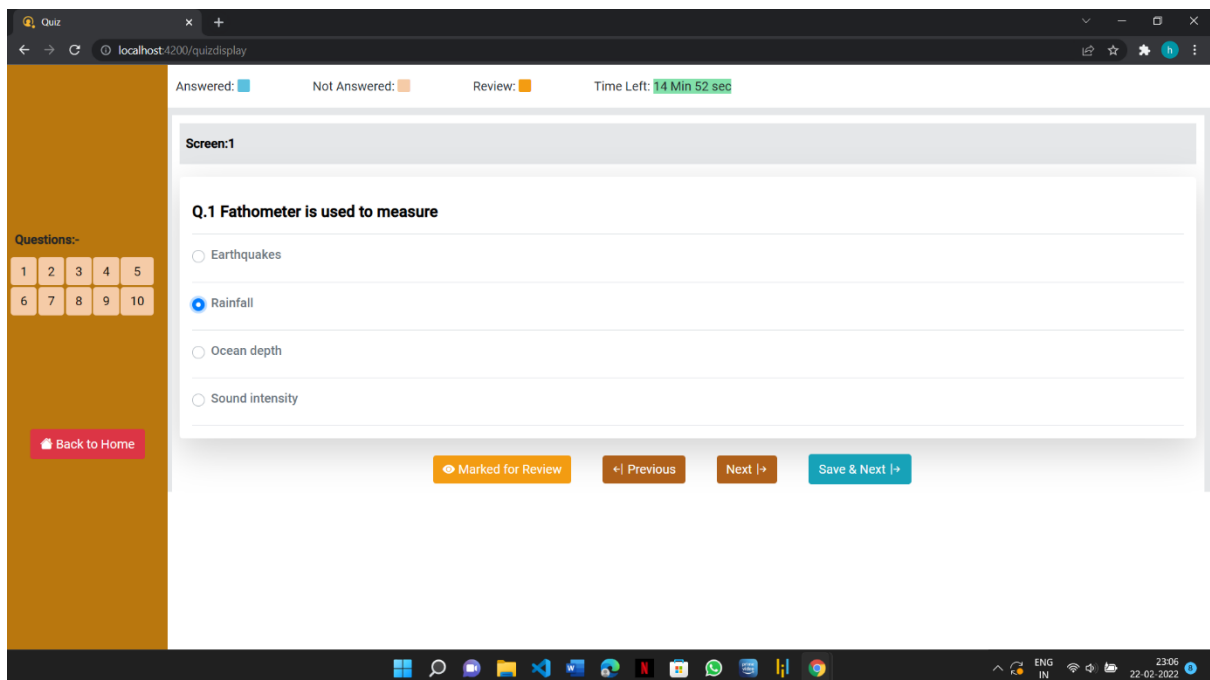 Quiz
localhost:4200/quizdisplay
h
Answered:
Not Answered:
Review:
Time Left: 14 Min 52 sec
Screen:1
Q.1 Fathometer is used to measure
Earthquakes
Rainfall
Ocean depth
Sound intensity
Questions:-
1 2 3 4 5
6 7 8 9 10
Back to Home
Marked for Review
Previous
Next
Save & Next
ENG
IN
23:06
22-02-2022
8